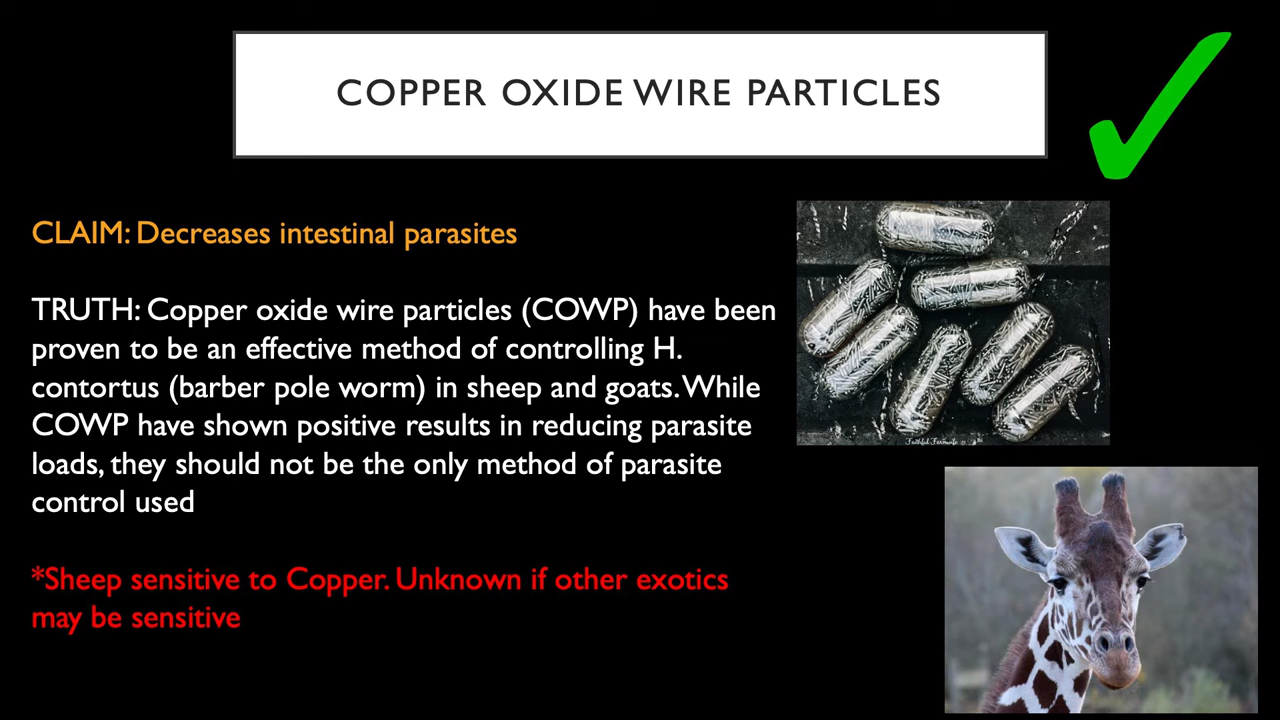 COPPER OXIDE WIRE PARTICLES
CLAIM: Decreases intestinal parasites
TRUTH: Copper oxide wire particles (COWP) have been
proven to be an effective method of controlling H.
contortus (barber pole worm) in sheep and goats. While
COWP have shown positive results in reducing parasite
loads, they should not be the only method of parasite
control used
*Sheep sensitive to Copper. Unknown if other exotics
may be sensitive